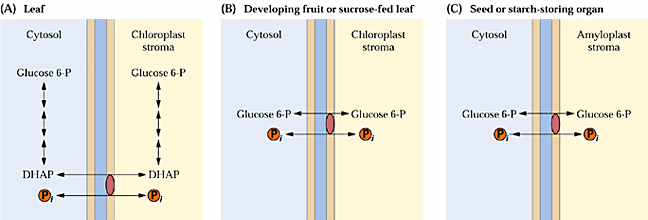 (A) Leaf
Cytosol
Chloroplast
stroma
Glucose 6-P
Glucose 6-P
DHAP
DHAP
Pi
Pi
(B) Developing fruit or sucrose-fed leaf
Cytosol
Chloroplast
stroma
Glucose 6-P
Glucose 6-P
Pi
Pi
(C) Seed or starch-storing organ
Cytosol
Amyloplast
stroma
Glucose 6-P
Glucose 6-P
Pi
Pi